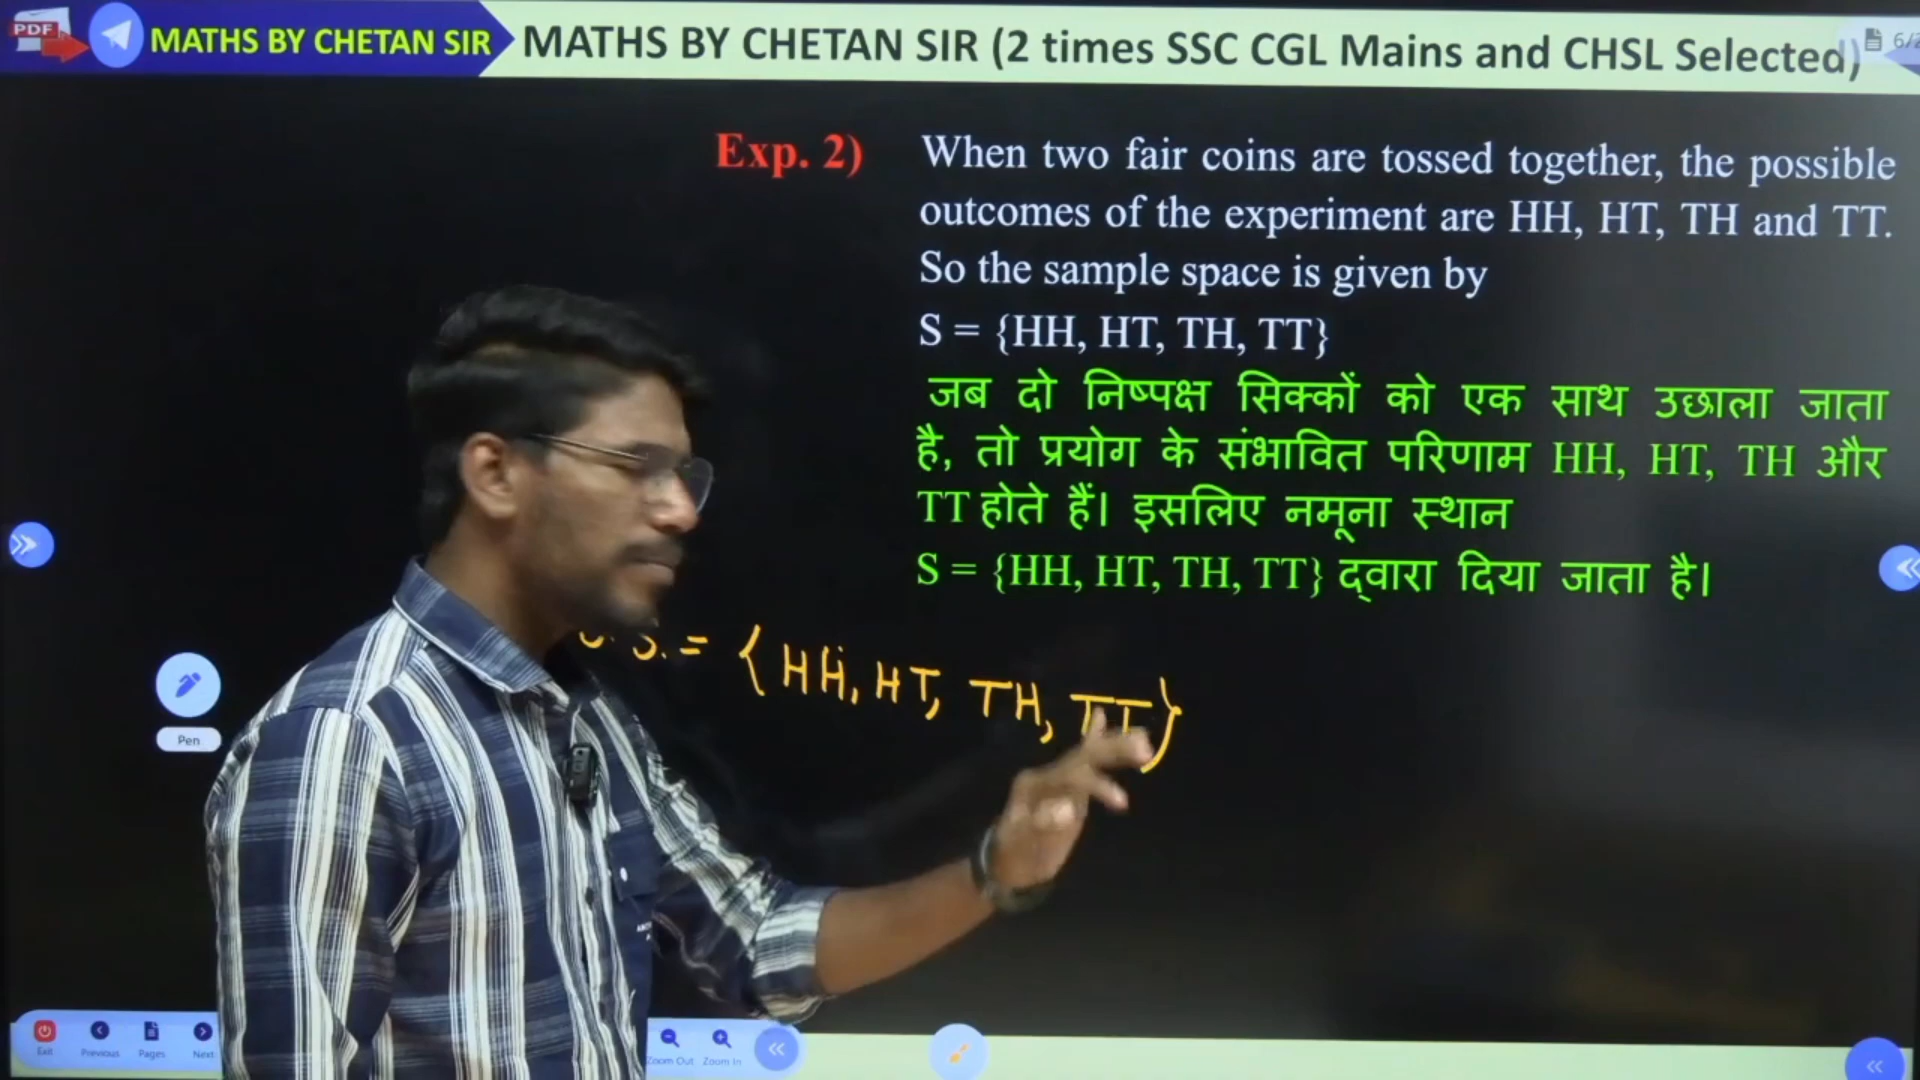 PDF
MATHS BY CHETAN SIR
MATHS BY CHETAN SIR (2 times SSC CGL Mains and CHSL Selected)
Exp. 2) When two fair coins are tossed together, the possible
outcomes of the experiment are HH, HT, TH and TT.
So the sample space is given by
S = {HH, HT, TH, TT}
जब दो निष्पक्ष सिक्कों को एक साथ उछाला जाता
है, तो प्रयोग के संभावित परिणाम HH, HT, TH और
TT होते हैं। इसलिए नमूना स्थान
S = {HH, HT, TH, TT} द्वारा दिया जाता है।
S. = {HH, HT, TH, TT}
Pen
Exit Previous Pages Next Zoom Out Zoom In